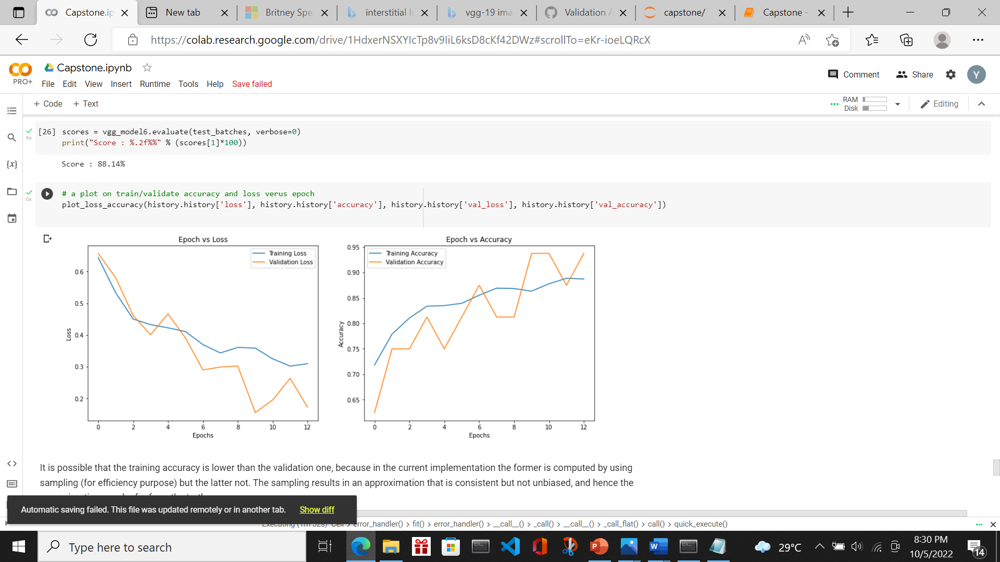 Capstone.ip
New tab
Britney Spe
interstitial lu
vgg-19 ima
Validation A
capstone/
Capstone -
https://colab.research.google.com/drive/1HdxerNSXYIcTp8v9IiL6ksD8cKf42DWz#scrollTo=eKr-ioeLQRcX
PRO+
Capstone.ipynb
File Edit View Insert Runtime Tools Help Save failed
Comment
Share
Y
+ Code + Text
RAM
Disk
Editing
[26] scores = vgg_model6.evaluate(test_batches, verbose=0)
print("Score : %.2f%%" % (scores[1]*100))
6s
Score : 88.14%
0s
# a plot on train/validate accuracy and loss verus epoch
plot_loss_accuracy(history.history['loss'], history.history['accuracy'], history.history['val_loss'], history.history['val_accuracy'])
Epoch vs Loss
Training Loss
Validation Loss
0.6
0.5
0.4
0.3
0.2
Loss
0 2 4 6 8 10 12
Epochs
Epoch vs Accuracy
Training Accuracy
Validation Accuracy
0.95
0.90
0.85
0.80
0.75
0.70
0.65
Accuracy
0 2 4 6 8 10 12
Epochs
It is possible that the training accuracy is lower than the validation one, because in the current implementation the former is computed by using
sampling (for efficiency purpose) but the latter not. The sampling results in an approximation that is consistent but not unbiased, and hence the
Automatic saving failed. This file was updated remotely or in another tab. Show diff
Executing (1m 52s) Cell > error_handler() > fit() > error_handler() > __call__() > _call() > __call__() > _call_flat() > call() > quick_execute()
Type here to search
29°C
8:30 PM
10/5/2022
14